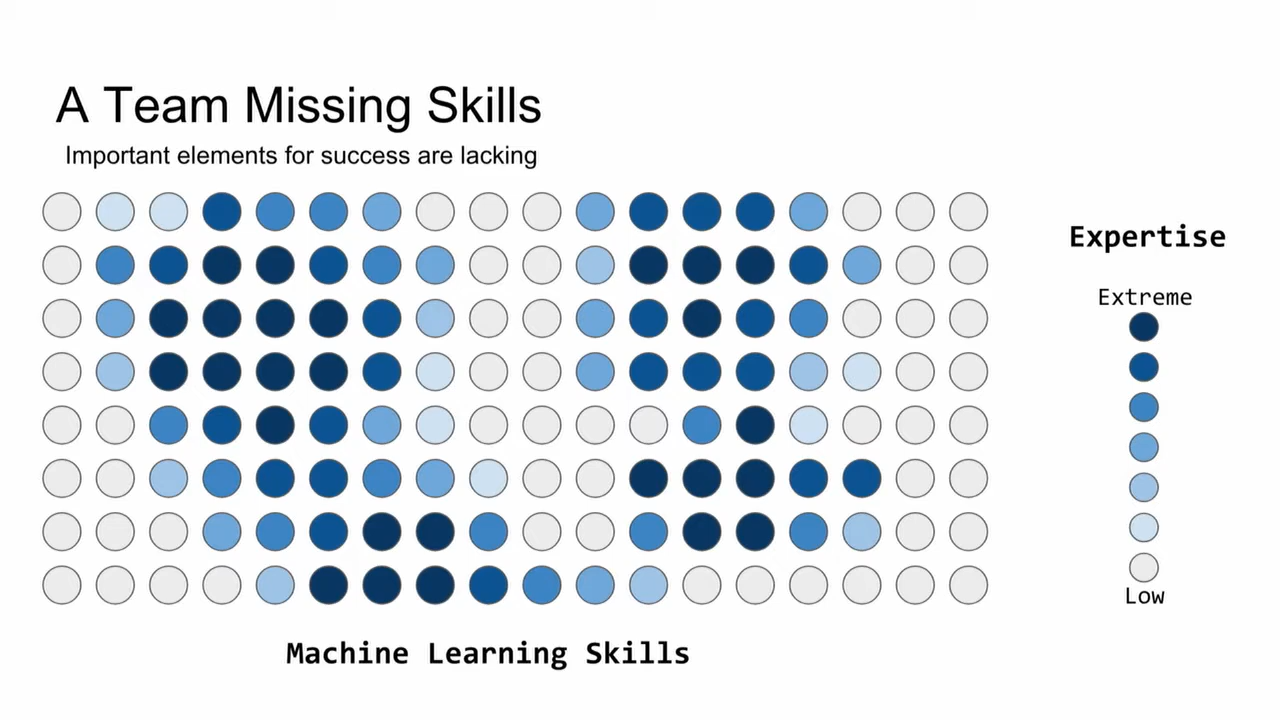 A Team Missing Skills
Important elements for success are lacking
Expertise
Extreme
Low
Machine Learning Skills